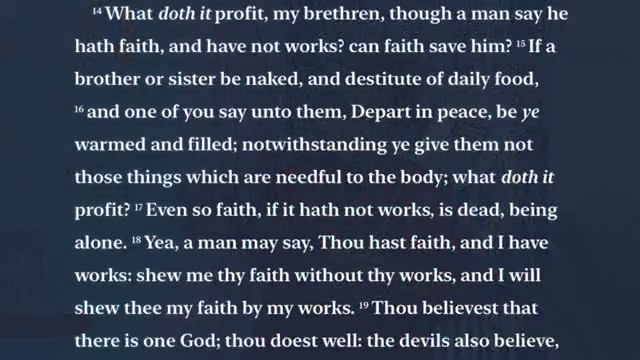 ¹⁴ What doth it profit, my brethren, though a man say he
hath faith, and have not works? can faith save him? ¹⁵ If a
brother or sister be naked, and destitute of daily food,
¹⁶ and one of you say unto them, Depart in peace, be ye
warmed and filled; notwithstanding ye give them not
those things which are needful to the body; what doth it
profit? ¹⁷ Even so faith, if it hath not works, is dead, being
alone. ¹⁸ Yea, a man may say, Thou hast faith, and I have
works: shew me thy faith without thy works, and I will
shew thee my faith by my works. ¹⁹ Thou believest that
there is one God; thou doest well: the devils also believe,